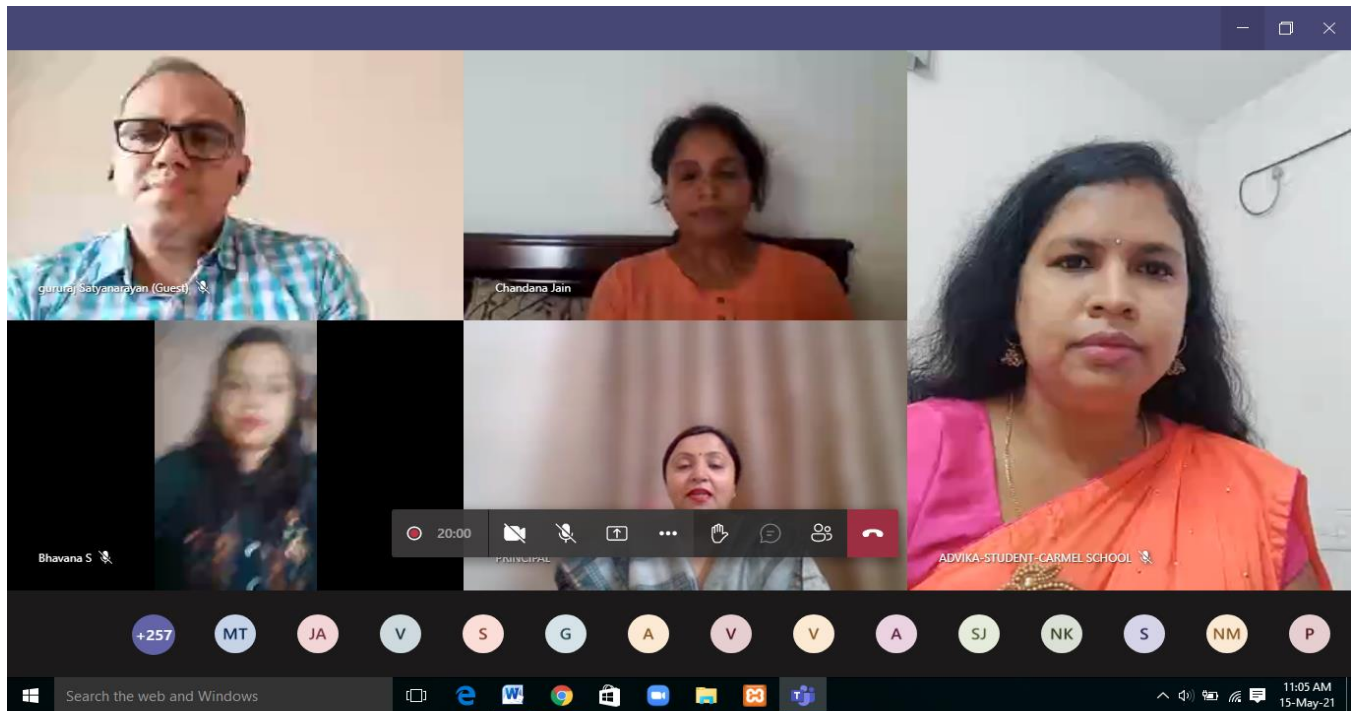 gururaj Satyanarayan (Guest)
Chandana Jain
Bhavana S
20:00
PRINCIPAL
ADVIKA-STUDENT-CARMEL SCHOOL
+257
MT
JA
V
S
G
A
V
V
A
SJ
NK
S
NM
P
Search the web and Windows
11:05 AM
15-May-21